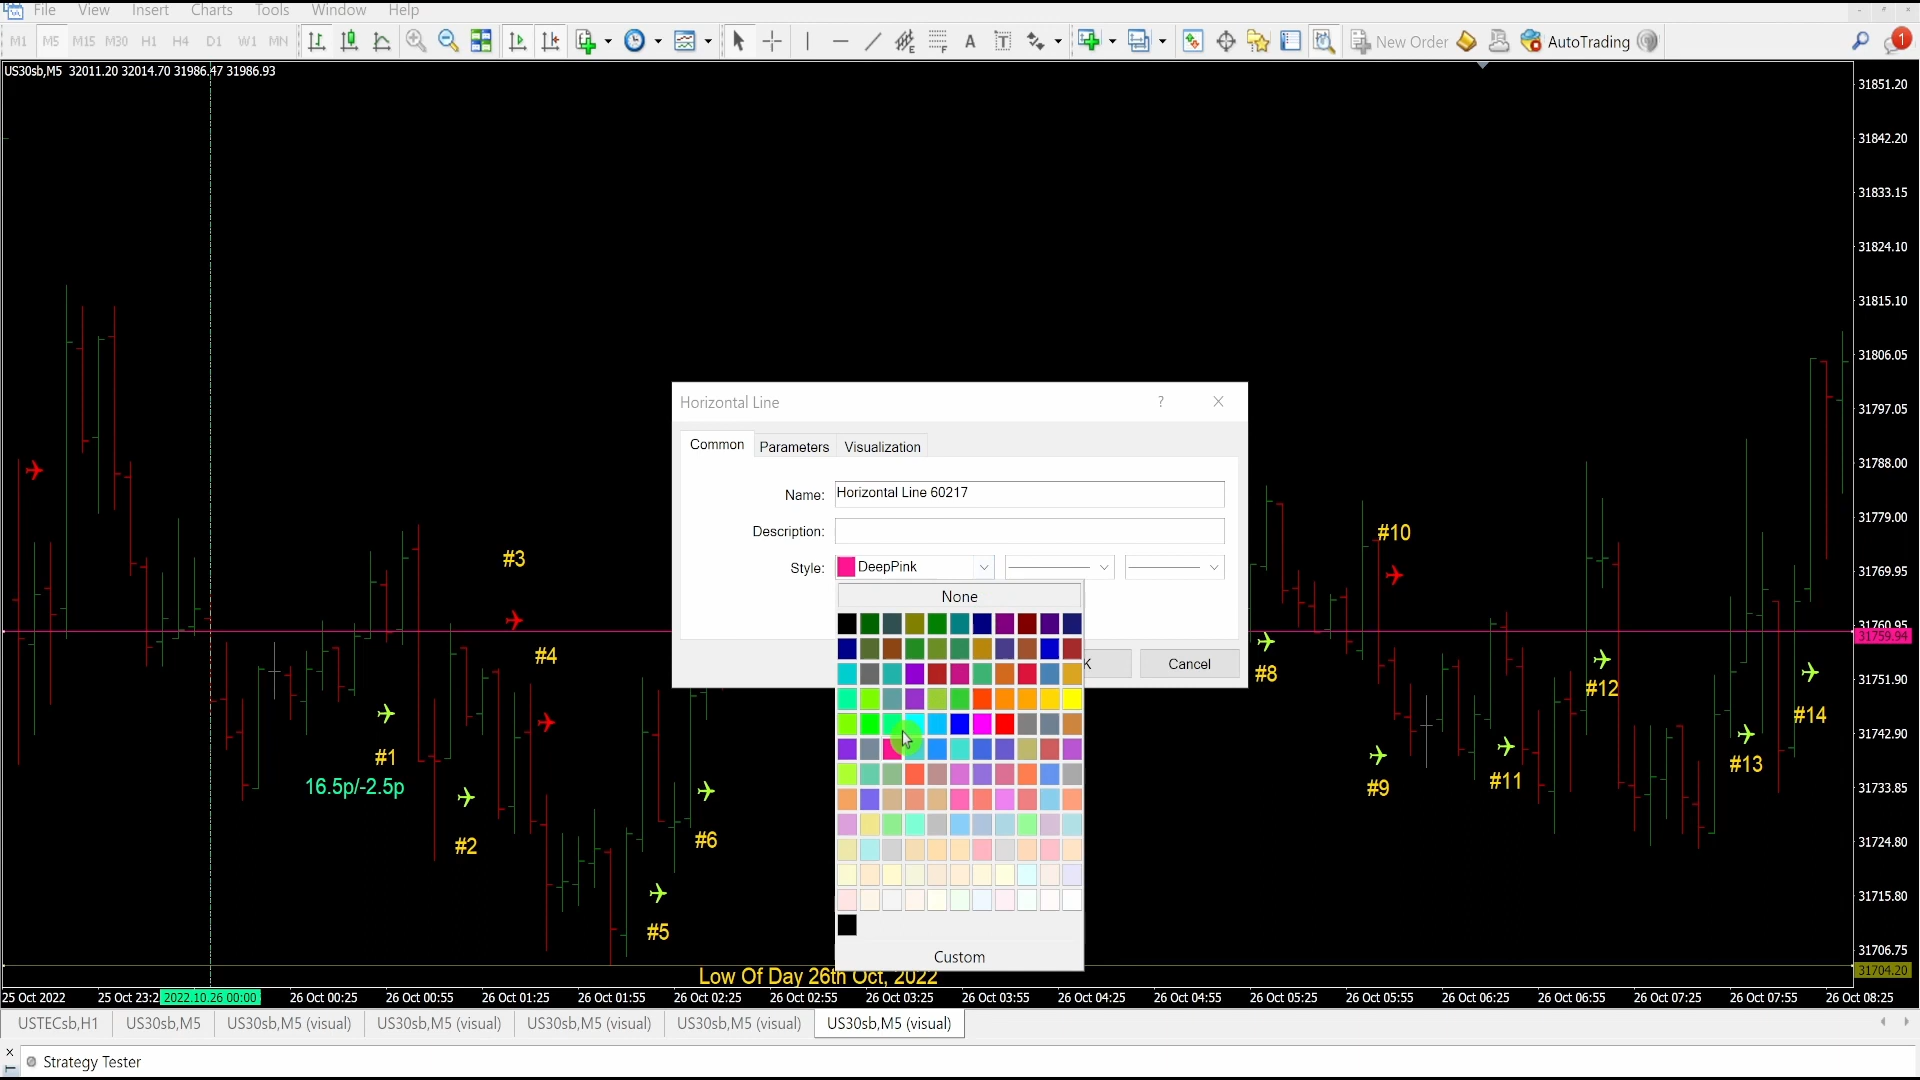 File View Insert Charts Tools Window Help
M1 M5 M15 M30 H1 H4 D1 W1 MN A T New Order AutoTrading 1
US30sb,M5 32011.20 32014.70 31986.47 31986.93
31851.20
31842.20
31833.15
31824.10
31815.10
31806.05
31797.05
31788.00
31779.00
31769.95
31760.95
31759.94
31751.90
31742.90
31733.85
31724.80
31715.80
31706.75
31704.20
Horizontal Line ?
Common Parameters Visualization
Name: Horizontal Line 60217
Description:
Style: DeepPink
None
K Cancel
Custom
#3
#4
#1
16.5p/-2.5p
#2
#6
#5
#10
#8
#9
#11
#12
#13
#14
Low Of Day 26th Oct, 2022
25 Oct 2022 25 Oct 23:2 2022.10.26 00:00 26 Oct 00:25 26 Oct 00:55 26 Oct 01:25 26 Oct 01:55 26 Oct 02:25 26 Oct 02:55 26 Oct 03:25 26 Oct 03:55 26 Oct 04:25 26 Oct 04:55 26 Oct 05:25 26 Oct 05:55 26 Oct 06:25 26 Oct 06:55 26 Oct 07:25 26 Oct 07:55 26 Oct 08:25
USTECsb,H1 US30sb,M5 US30sb,M5 (visual) US30sb,M5 (visual) US30sb,M5 (visual) US30sb,M5 (visual) US30sb,M5 (visual)
Strategy Tester